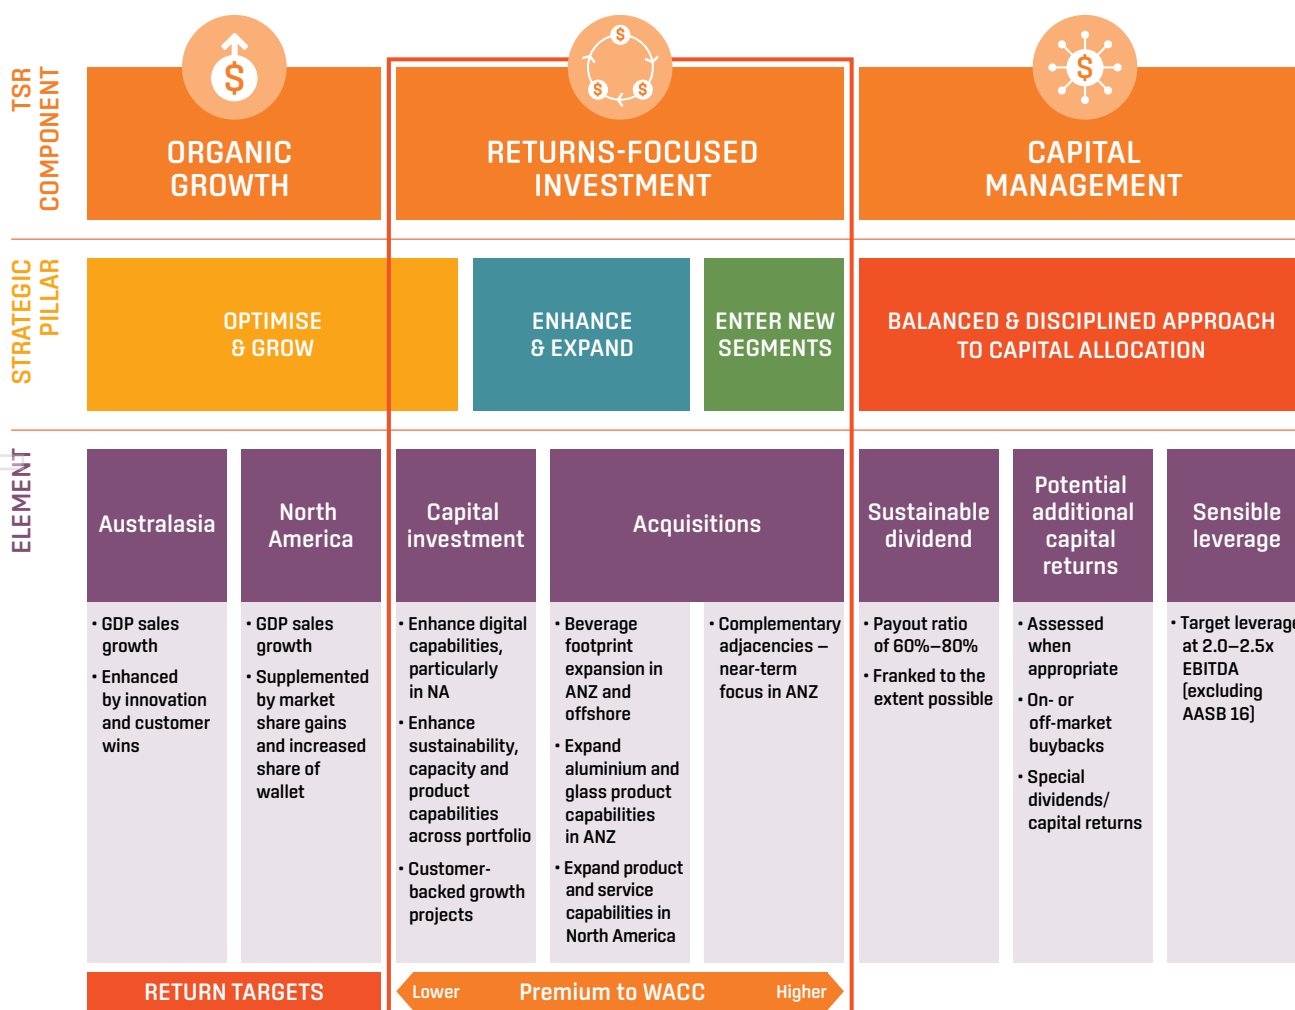 TSR
COMPONENT
$
ORGANIC
GROWTH
$
$
$
RETURNS-FOCUSED
INVESTMENT
$
CAPITAL
MANAGEMENT
STRATEGIC
PILLAR
OPTIMISE
& GROW
ENHANCE
& EXPAND
ENTER NEW
SEGMENTS
BALANCED & DISCIPLINED APPROACH
TO CAPITAL ALLOCATION
ELEMENT
Australasia
• GDP sales
growth
• Enhanced
by innovation
and customer
wins
North
America
• GDP sales
growth
• Supplemented
by market
share gains
and increased
share of
wallet
Capital
investment
• Enhance digital
capabilities,
particularly
in NA
• Enhance
sustainability,
capacity and
product
capabilities
across portfolio
• Customer-
backed growth
projects
Acquisitions
• Beverage
footprint
expansion in
ANZ and
offshore
• Expand
aluminium and
glass product
capabilities
in ANZ
• Expand product
and service
capabilities in
North America
• Complementary
adjacencies –
near-term
focus in ANZ
Sustainable
dividend
• Payout ratio
of 60%–80%
• Franked to the
extent possible
Potential
additional
capital
returns
• Assessed
when
appropriate
• On- or
off-market
buybacks
• Special
dividends/
capital returns
Sensible
leverage
• Target leverage
at 2.0–2.5x
EBITDA
(excluding
AASB 16)
RETURN TARGETS
Lower
Premium to WACC
Higher